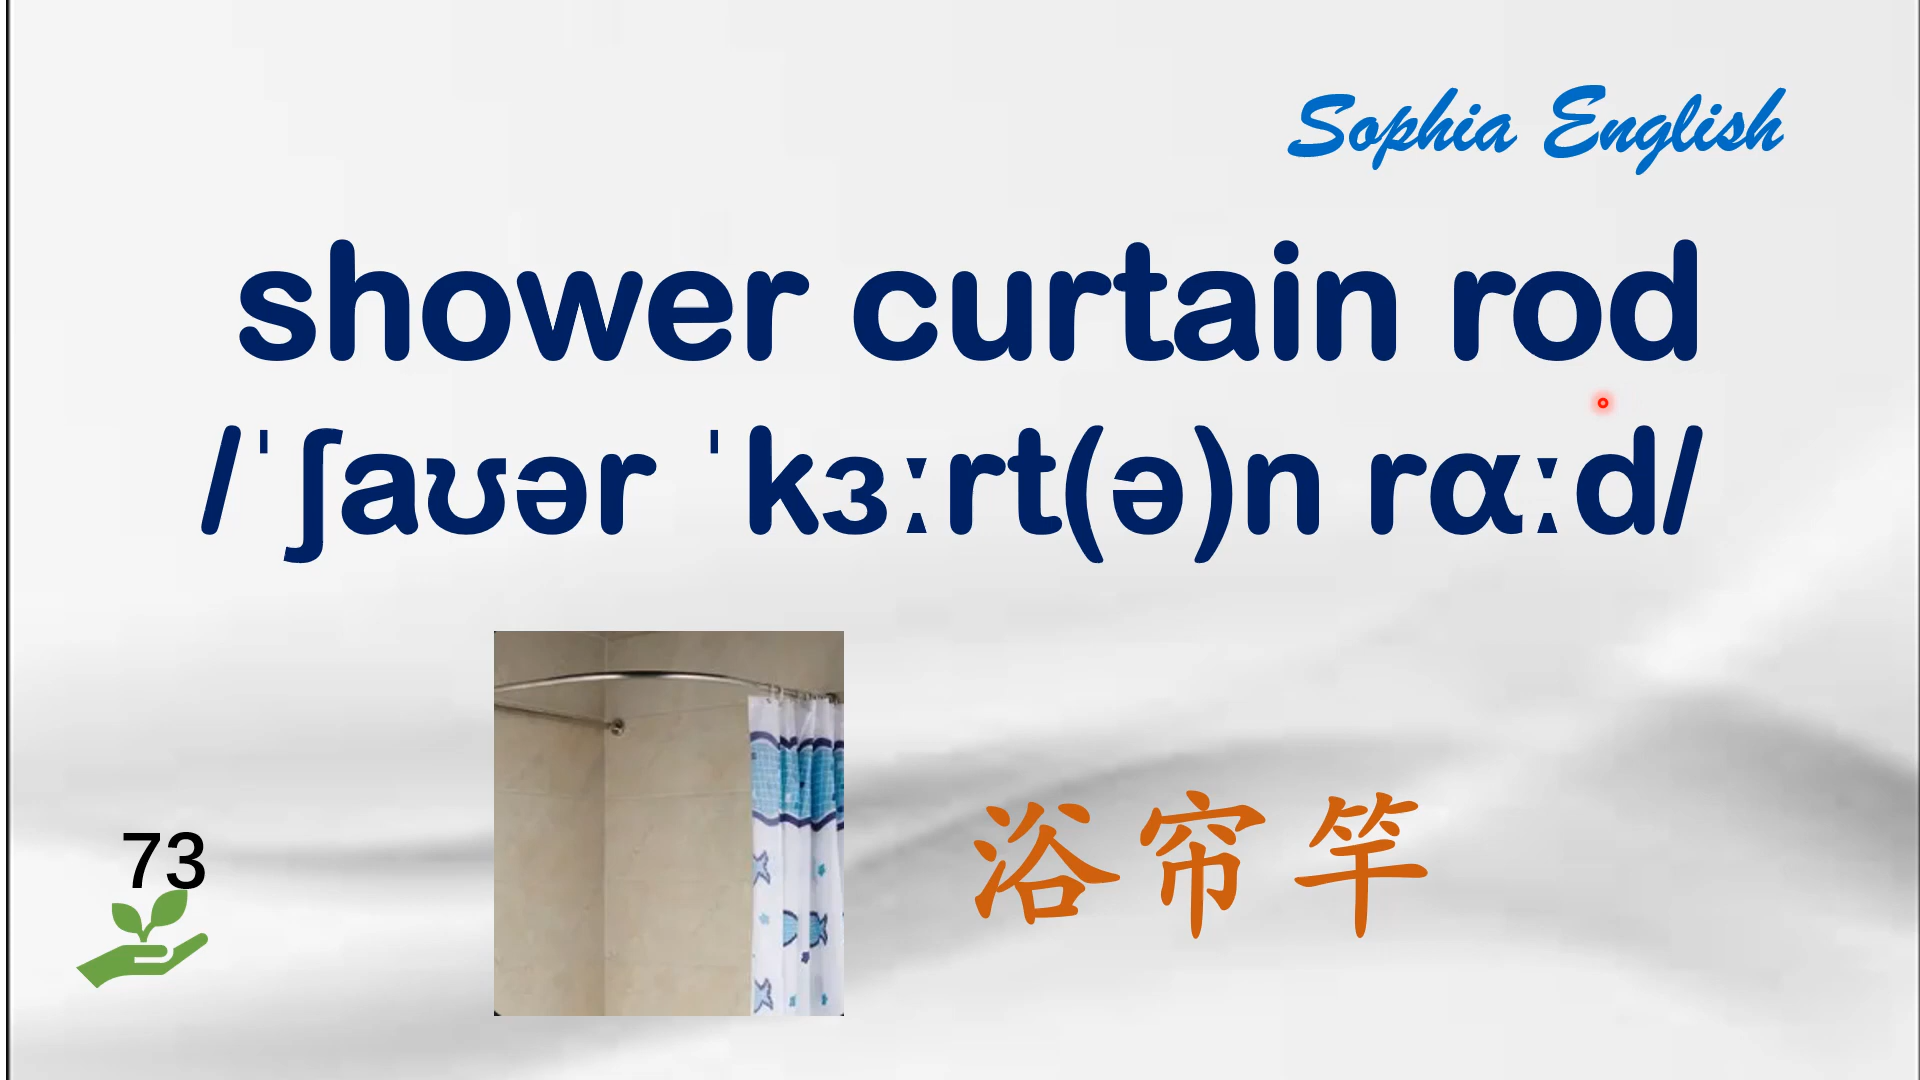 Sophia English
shower curtain rod
/ˈʃaʊər ˈkɜːrt(ə)n rɑːd/
73
浴帘竿